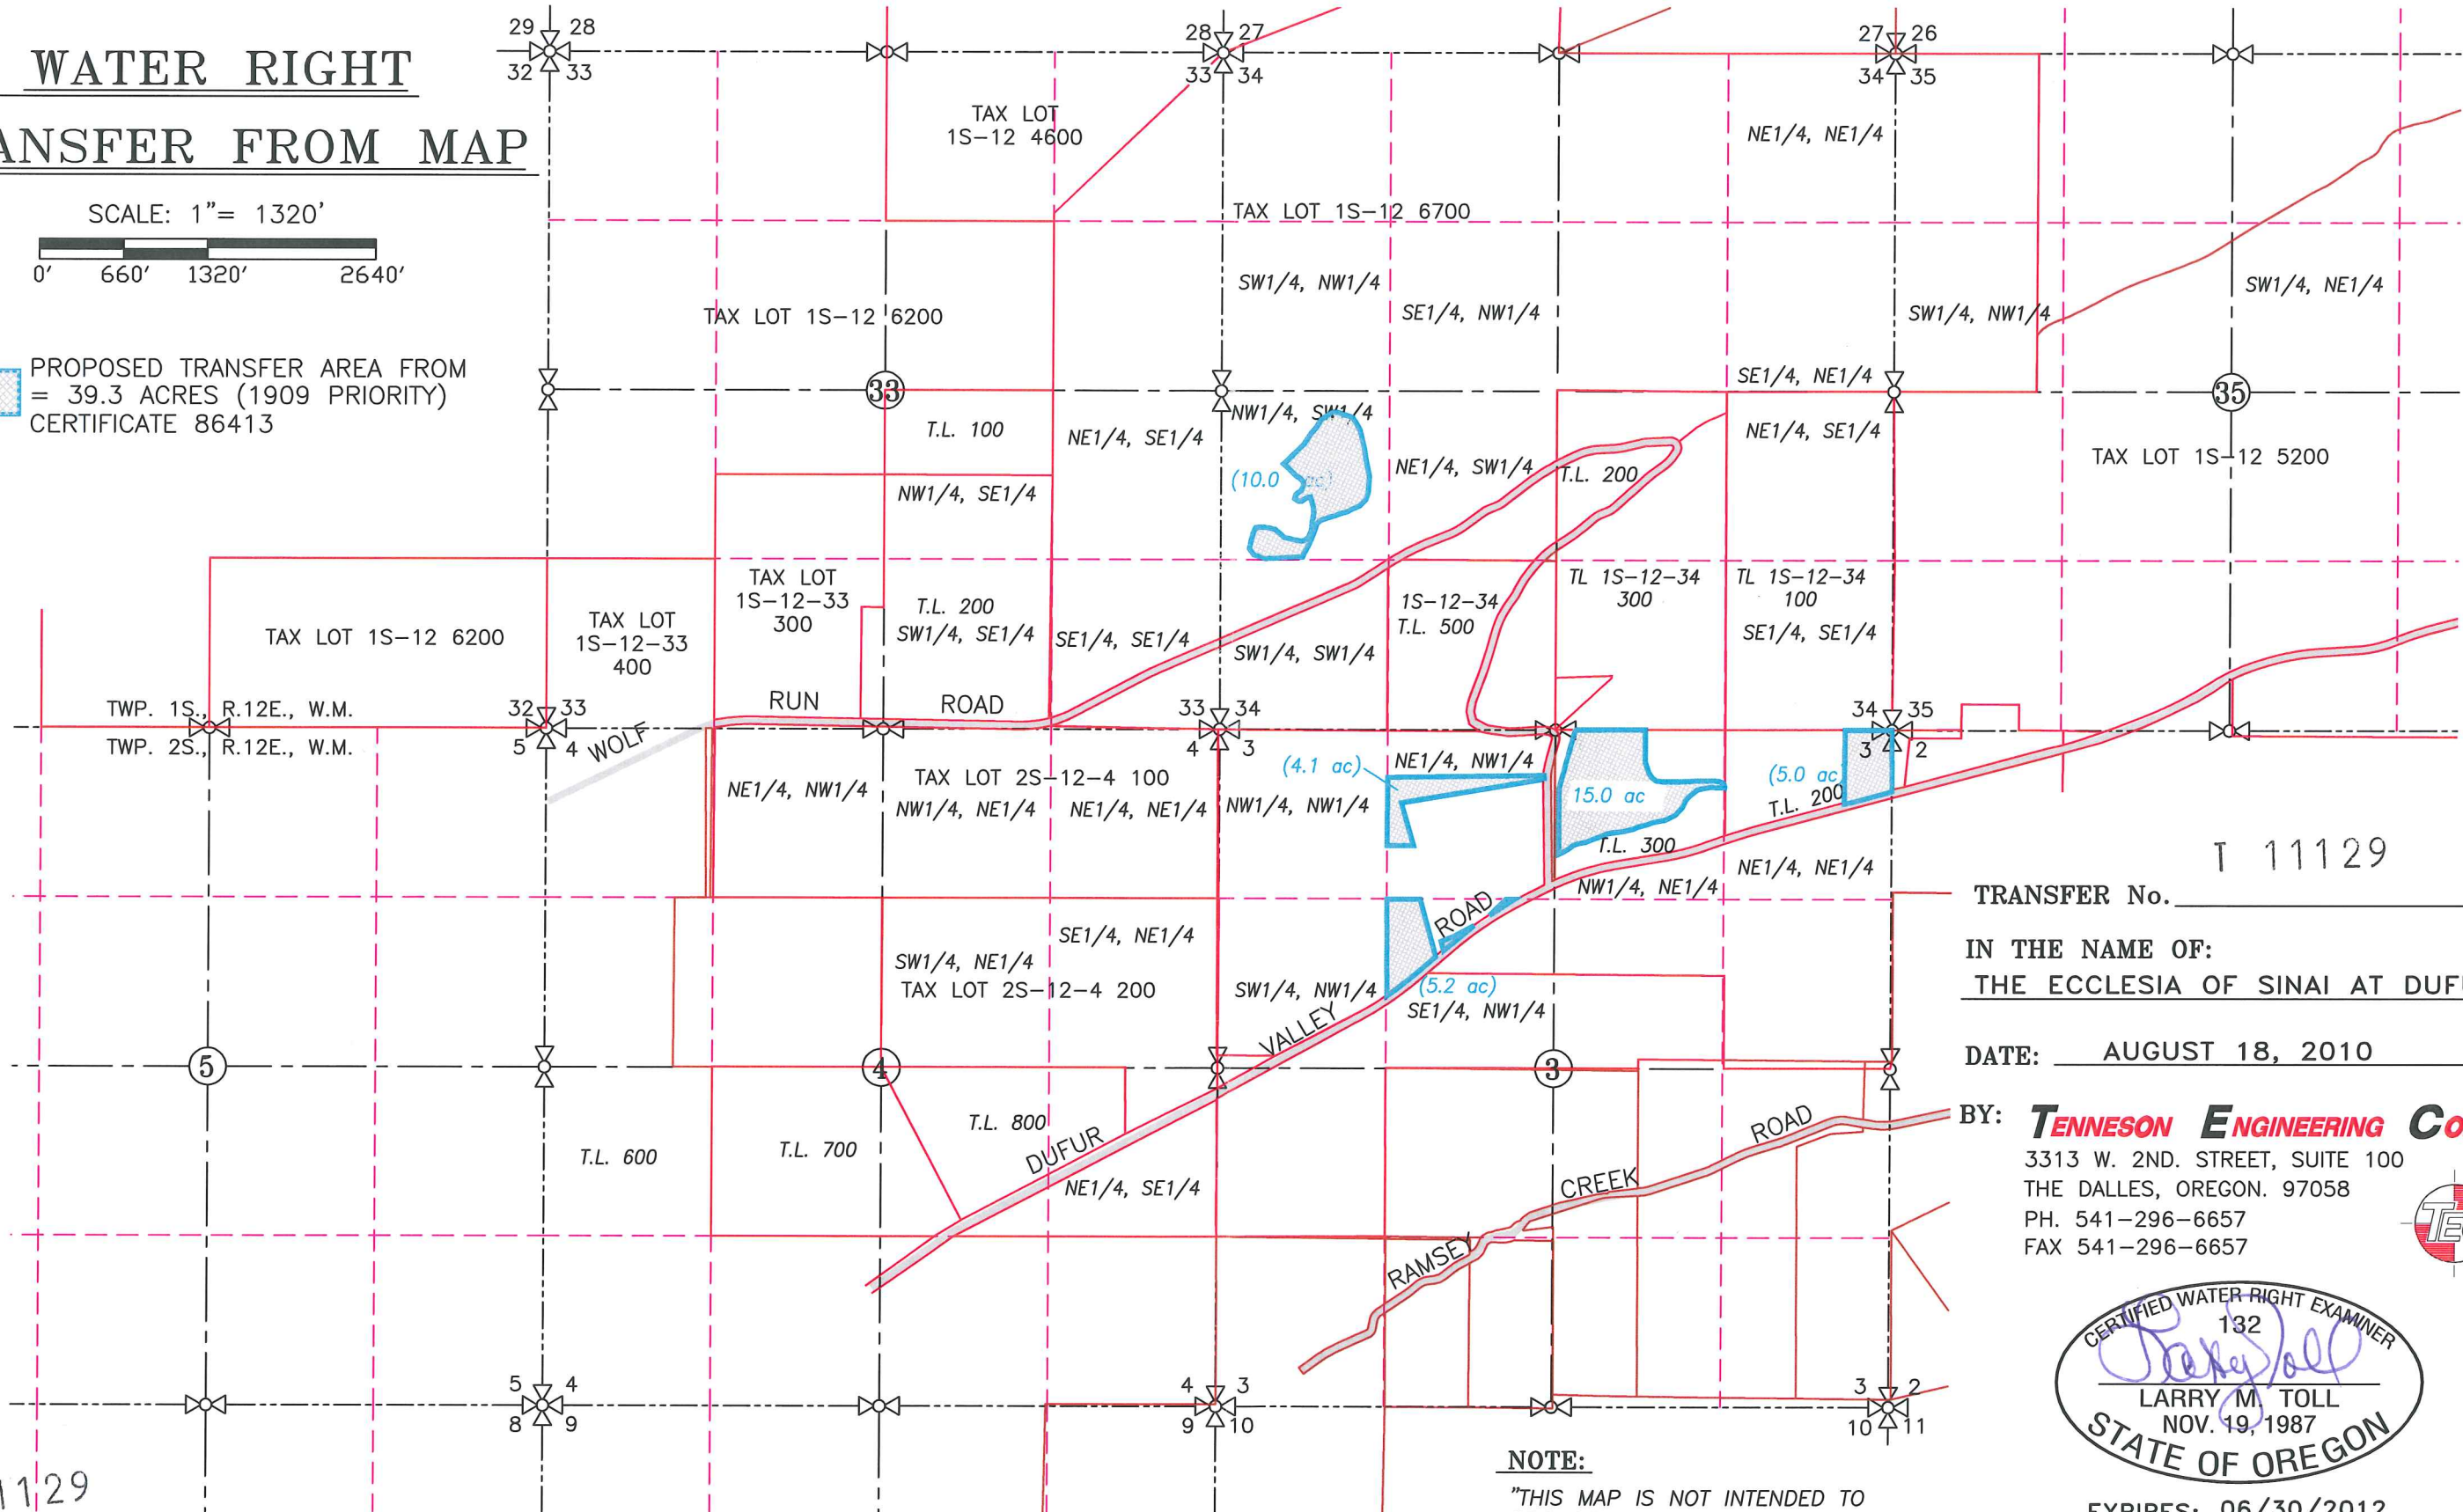 WATER RIGHT
ANSFER FROM MAP
SCALE: 1"= 1320'
0' 660' 1320' 2640'
PROPOSED TRANSFER AREA FROM
= 39.3 ACRES (1909 PRIORITY)
CERTIFICATE 86413
29 28
32 33
28 27
33 34
27 26
34 35
TAX LOT
1S-12 4600
NE1/4, NE1/4
TAX LOT 1S-12 6700
SW1/4, NW1/4
SE1/4, NW1/4
SW1/4, NW1/4
SW1/4, NE1/4
TAX LOT 1S-12 6200
SE1/4, NE1/4
33
35
NW1/4, SW1/4
T.L. 100
NE1/4, SE1/4
NE1/4, SE1/4
TAX LOT 1S-12 5200
(10.0 ac)
NE1/4, SW1/4
T.L. 200
NW1/4, SE1/4
TAX LOT
1S-12-33
300
T.L. 200
SW1/4, SE1/4
TL 1S-12-34
300
TL 1S-12-34
100
1S-12-34
T.L. 500
TAX LOT 1S-12 6200
TAX LOT
1S-12-33
400
SE1/4, SE1/4
SW1/4, SW1/4
SE1/4, SE1/4
TWP. 1S., R.12E., W.M.
TWP. 2S., R.12E., W.M.
32 33
5 4
WOLF
RUN
ROAD
33 34
4 3
34 35
3 2
NE1/4, NW1/4
TAX LOT 2S-12-4 100
NW1/4, NE1/4
NE1/4, NE1/4
NW1/4, NW1/4
(4.1 ac)
NE1/4, NW1/4
15.0 ac
(5.0 ac
T.L. 200
T.L. 300
NE1/4, NE1/4
NW1/4, NE1/4
T 11129
TRANSFER No.
IN THE NAME OF:
THE ECCLESIA OF SINAI AT DUF
DATE: AUGUST 18, 2010
BY: TENNESON ENGINEERING CO
3313 W. 2ND. STREET, SUITE 100
THE DALLES, OREGON. 97058
PH. 541-296-6657
FAX 541-296-6657
TE
SE1/4, NE1/4
SW1/4, NE1/4
TAX LOT 2S-12-4 200
SW1/4, NW1/4
(5.2 ac)
SE1/4, NW1/4
ROAD
VALLEY
DUFUR
5
4
3
T.L. 600
T.L. 700
T.L. 800
NE1/4, SE1/4
ROAD
CREEK
RAMSEY
5 4
8 9
4 3
9 10
3 2
10 11
CERTIFIED WATER RIGHT EXAMINER
132
Larry Toll
LARRY M. TOLL
NOV. 19, 1987
STATE OF OREGON
EXPIRES: 06/30/2012
NOTE:
"THIS MAP IS NOT INTENDED TO
1129